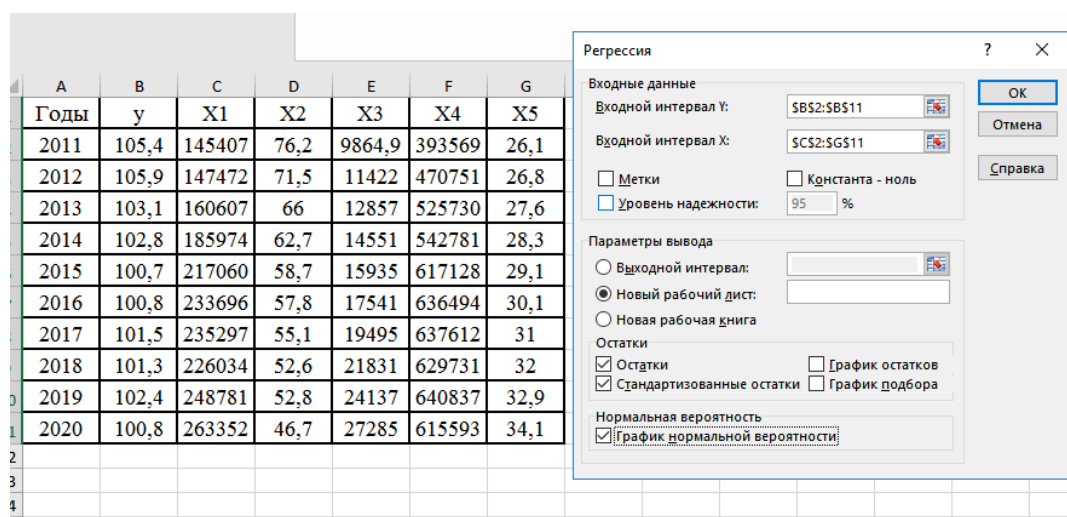 Регрессия ? ×
Входные данные
Входной интервал Y: $B$2:$B$11
Входной интервал X: $C$2:$G$11
Метки Константа - ноль
Уровень надежности: 95 %
Параметры вывода
Выходной интервал:
Новый рабочий лист:
Новая рабочая книга
Остатки
Остатки График остатков
Стандартизованные остатки График подбора
Нормальная вероятность
График нормальной вероятности
ОК
Отмена
Справка
A B C D E F G
Годы y X1 X2 X3 X4 X5
2011 105,4 145407 76,2 9864,9 393569 26,1
2012 105,9 147472 71,5 11422 470751 26,8
2013 103,1 160607 66 12857 525730 27,6
2014 102,8 185974 62,7 14551 542781 28,3
2015 100,7 217060 58,7 15935 617128 29,1
2016 100,8 233696 57,8 17541 636494 30,1
2017 101,5 235297 55,1 19495 637612 31
2018 101,3 226034 52,6 21831 629731 32
2019 102,4 248781 52,8 24137 640837 32,9
2020 100,8 263352 46,7 27285 615593 34,1
2
3
4